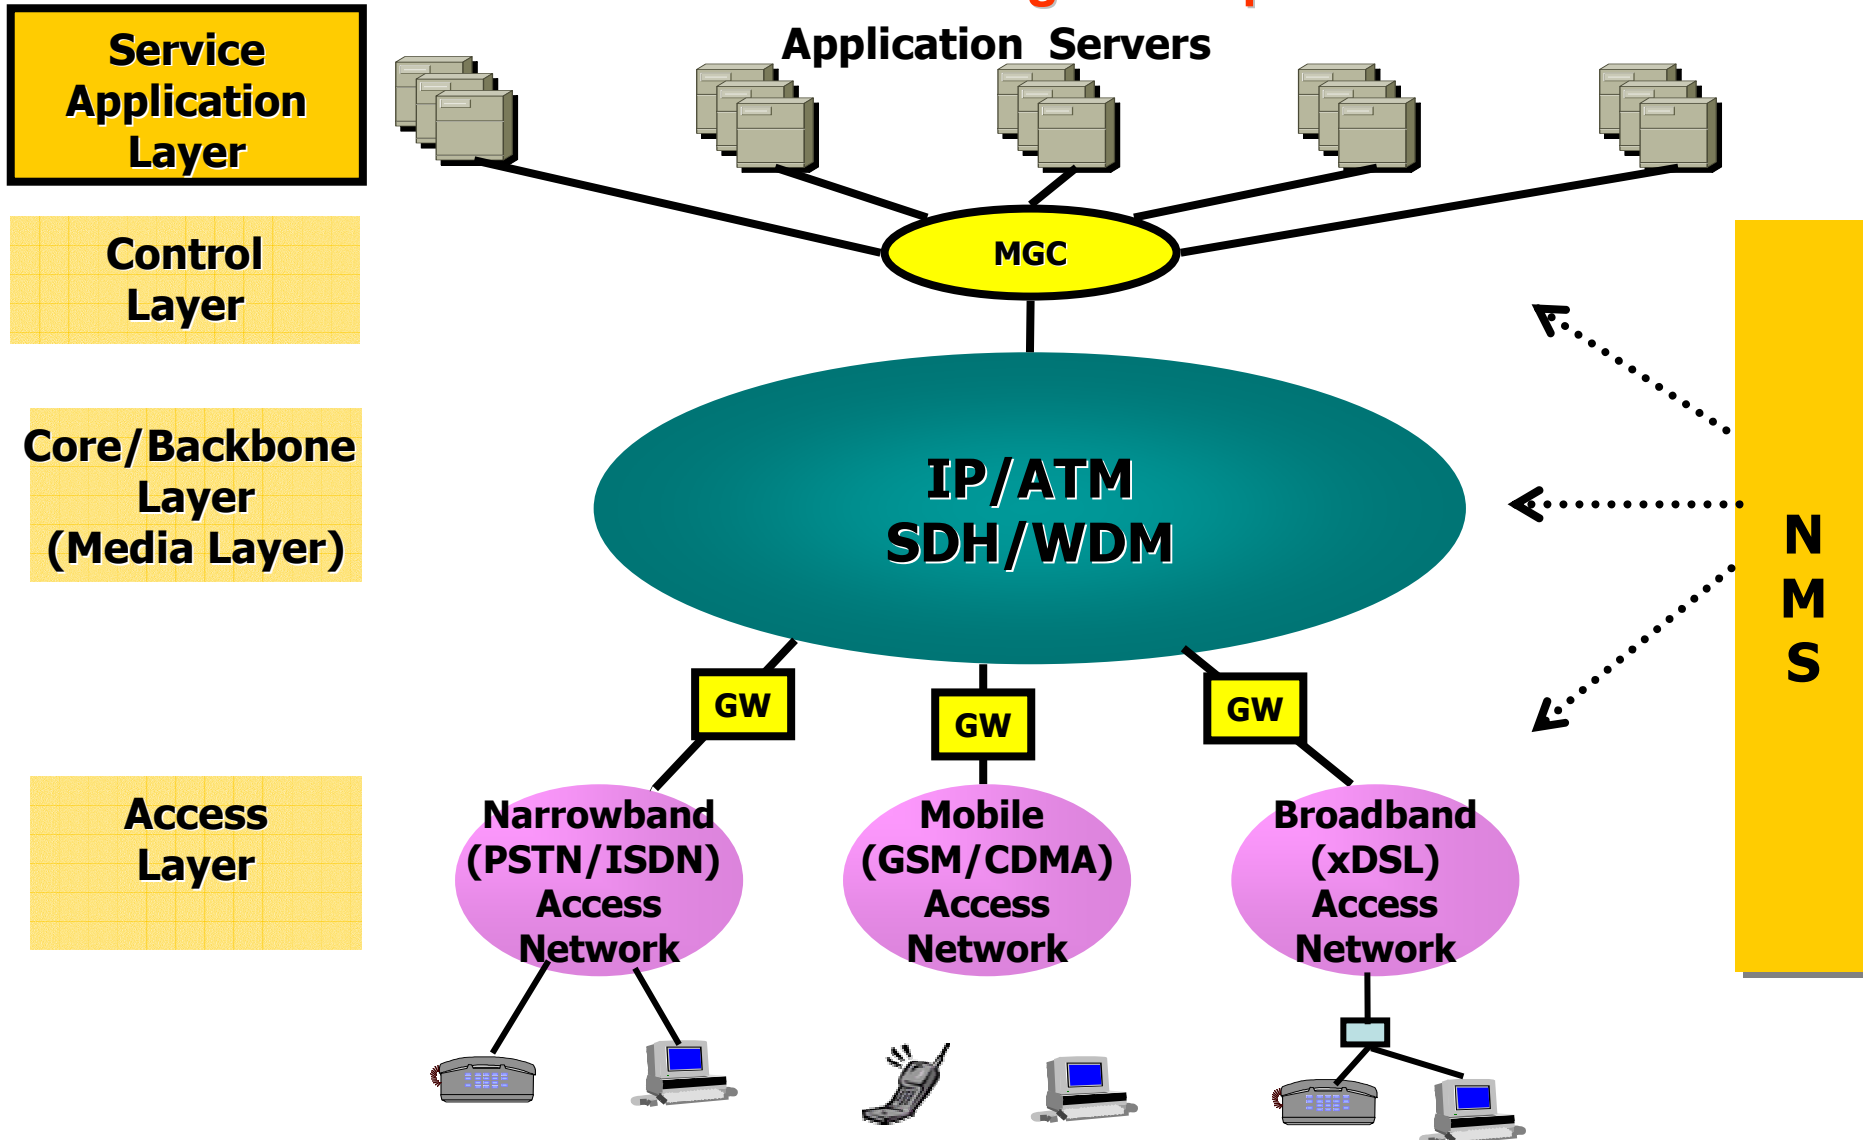 Application Servers
Service
Application
Layer
MGC
Control
Layer
Core/Backbone
Layer
(Media Layer)
IP/ATM
SDH/WDM
N
M
S
GW
GW
GW
Access
Layer
Narrowband
(PSTN/ISDN)
Access
Network
Mobile
(GSM/CDMA)
Access
Network
Broadband
(xDSL)
Access
Network